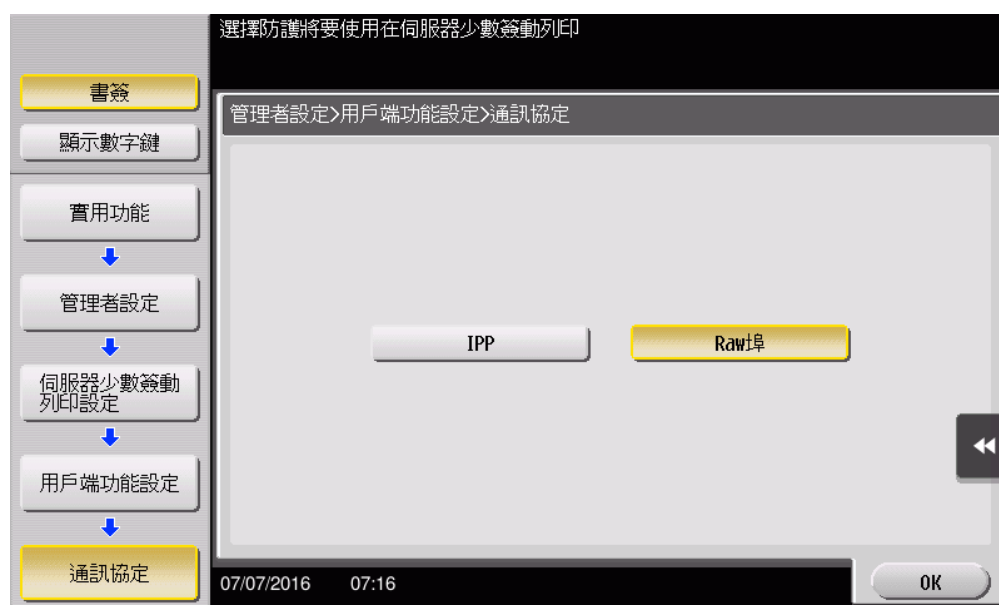 選擇防護將要使用在伺服器少數簽動列印
書簽
管理者設定>用戶端功能設定>通訊協定
顯示數字鍵
實用功能
管理者設定
IPP
Raw埠
伺服器少數簽動
列印設定
用戶端功能設定
通訊協定
07/07/2016 07:16
OK